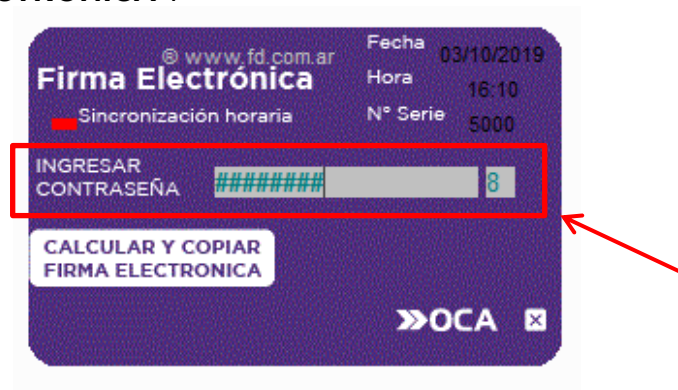 ® www.fd.com.ar
Firma Electrónica
Sincronización horaria
Fecha 03/10/2019
Hora 16:10
N° Serie 5000
INGRESAR
CONTRASEÑA
######## 8
CALCULAR Y COPIAR
FIRMA ELECTRONICA
OCA